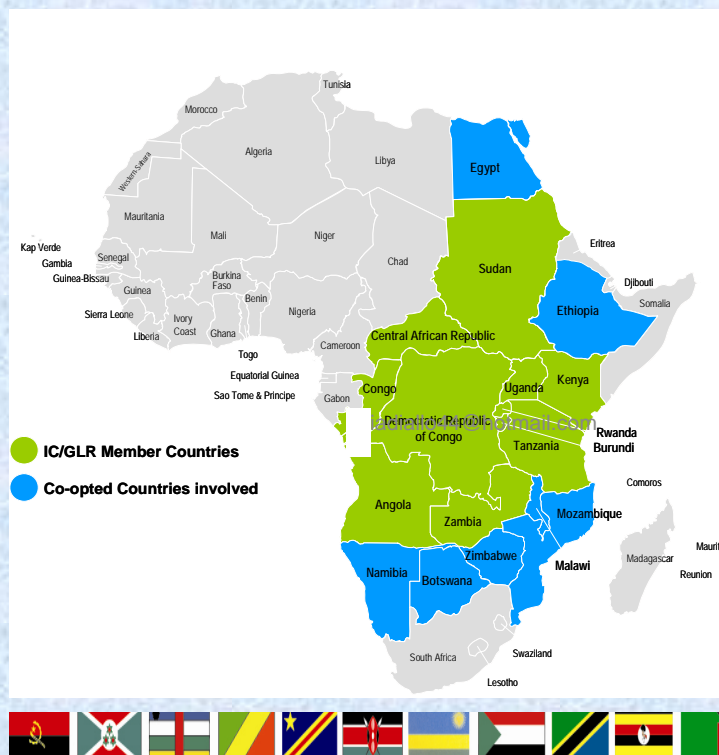 Tunisia
Morocco
Algeria
Libya
Egypt
Western-Sahara
Mauritania
Mali
Niger
Chad
Sudan
Eritrea
Kap Verde
Gambia
Guinea-Bissau
Senegal
Guinea
Burkina
Faso
Benin
Nigeria
Djibouti
Somalia
Ethiopia
Sierra Leone
Liberia
Ivory
Coast
Ghana
Togo
Cameroon
Central African Republic
Equatorial Guinea
Sao Tome & Principe
Gabon
Congo
Uganda
Kenya
Democratic Republic
of Congo
Rwanda
Burundi
Tanzania
IC/GLR Member Countries
Co-opted Countries involved
Comoros
Angola
Zambia
Mozambique
Malawi
Zimbabwe
Namibia
Botswana
Madagascar
Reunion
South Africa
Swaziland
Lesotho